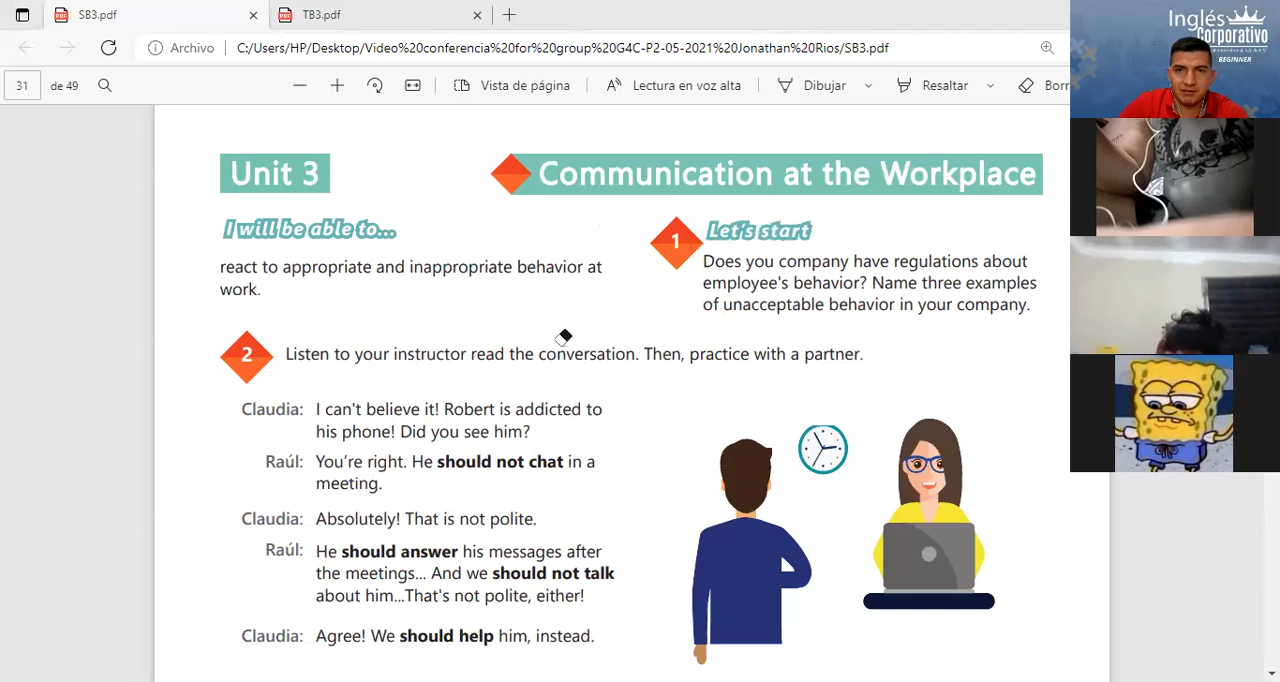 SB3.pdf
TB3.pdf
Archivo
C:/Users/HP/Desktop/Video%20conferencia%20for%20group%20G4C-P2-05-2021%20Jonathan%20Rios/SB3.pdf
31
de 49
Vista de página
Lectura en voz alta
Dibujar
Resaltar
Borr
Inglés
Corporativo
BEGINNER
Unit 3
Communication at the Workplace
I will be able to...
react to appropriate and inappropriate behavior at
work.
1
Let's start
Does you company have regulations about
employee's behavior? Name three examples
of unacceptable behavior in your company.
2
Listen to your instructor read the conversation. Then, practice with a partner.
Claudia: I can't believe it! Robert is addicted to
his phone! Did you see him?
Raúl: You're right. He should not chat in a
meeting.
Claudia: Absolutely! That is not polite.
Raúl: He should answer his messages after
the meetings... And we should not talk
about him...That's not polite, either!
Claudia: Agree! We should help him, instead.